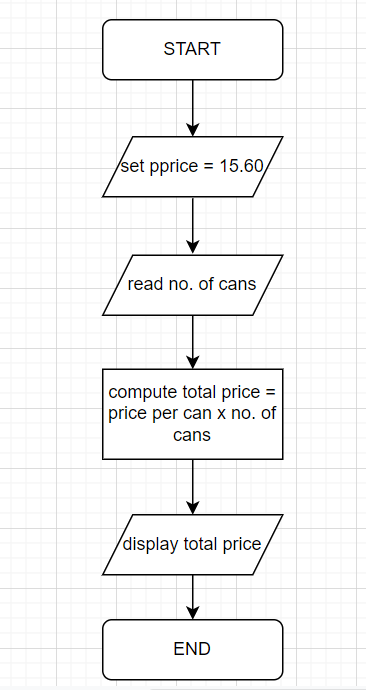 START
set pprice = 15.60
read no. of cans
compute total price =
price per can x no. of
cans
display total price
END